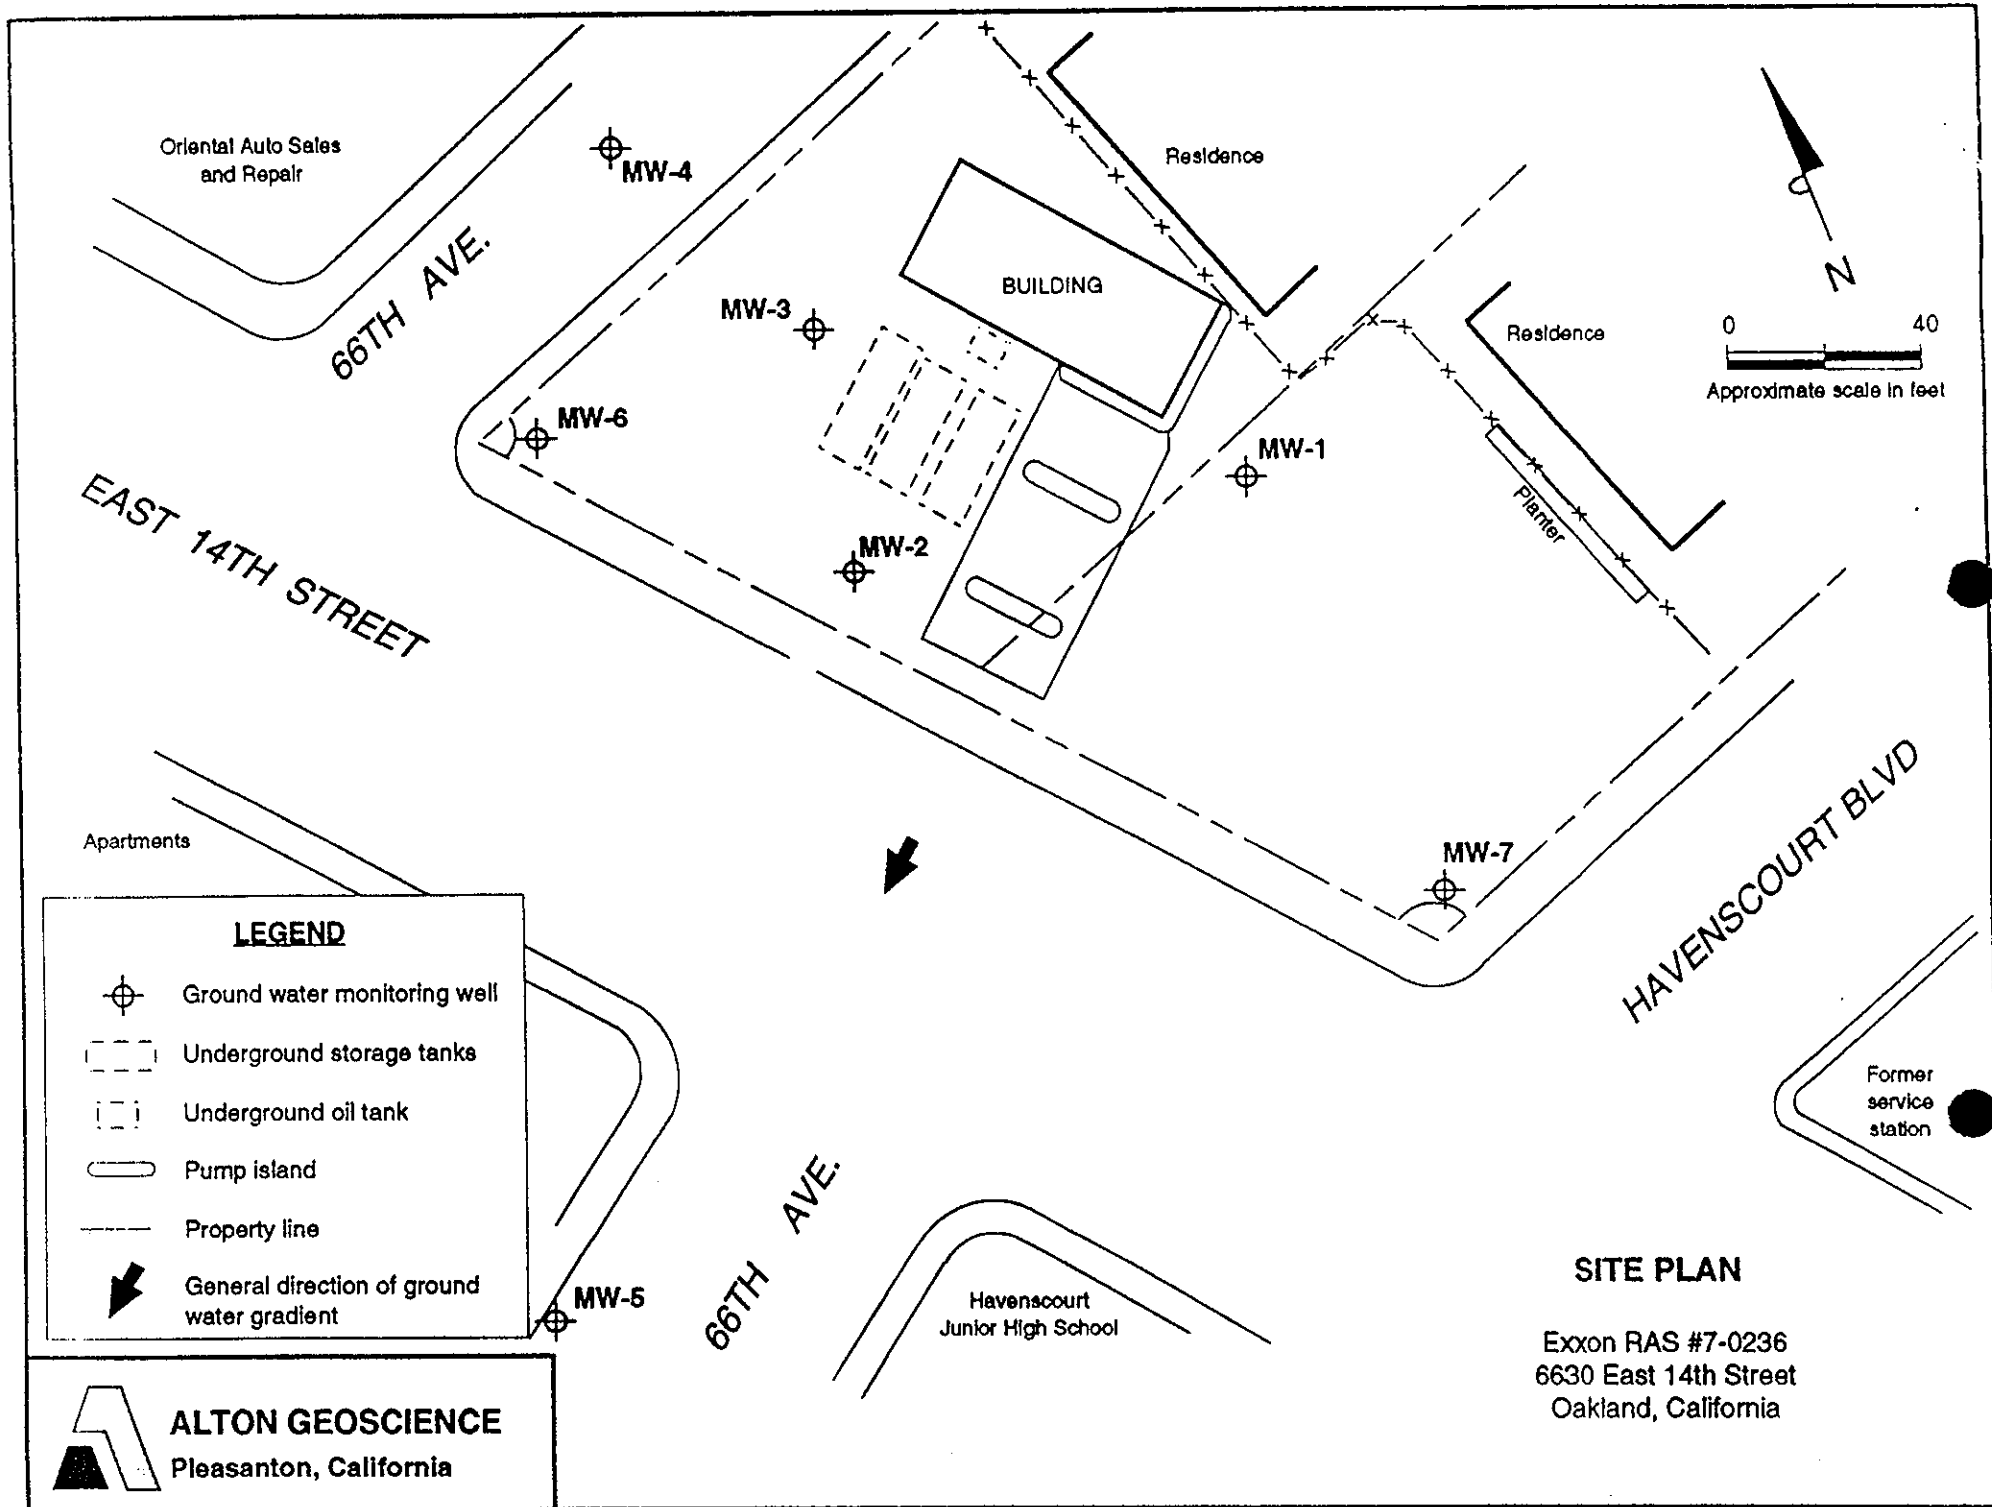 Oriental Auto Sales
and Repair
MW-4
Residence
66TH AVE.
MW-3
BUILDING
N
Residence
0 40
Approximate scale in feet
MW-6
MW-1
EAST 14TH STREET
Planter
MW-2
HAVENSCOURT BLVD
Apartments
MW-7
LEGEND
Ground water monitoring well
Underground storage tanks
Underground oil tank
Pump island
Property line
General direction of ground
water gradient
MW-5
66TH AVE.
Former
service
station
Havenscourt
Junior High School
SITE PLAN
Exxon RAS #7-0236
6630 East 14th Street
Oakland, California
ALTON GEOSCIENCE
Pleasanton, California